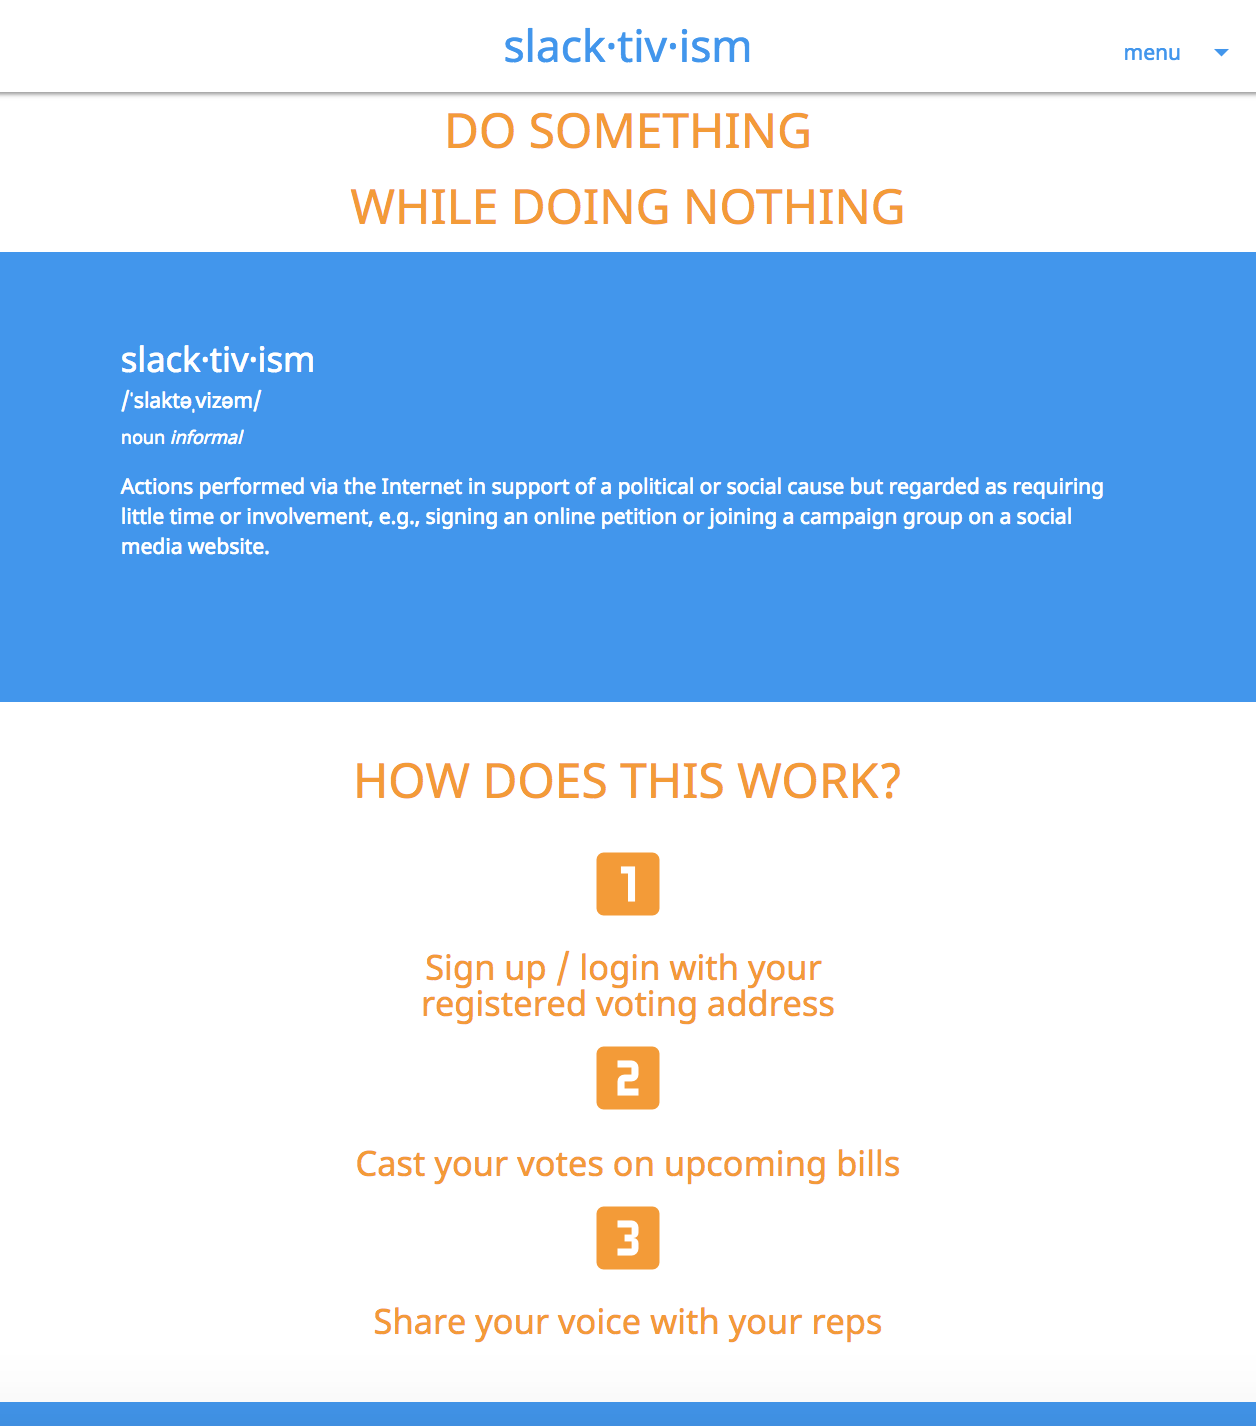 slack·tiv·ism
menu
DO SOMETHING
WHILE DOING NOTHING
slack·tiv·ism
/ˈslaktəˌvizəm/
noun informal
Actions performed via the Internet in support of a political or social cause but regarded as requiring
little time or involvement, e.g., signing an online petition or joining a campaign group on a social
media website.
HOW DOES THIS WORK?
1
Sign up / login with your
registered voting address
2
Cast your votes on upcoming bills
3
Share your voice with your reps